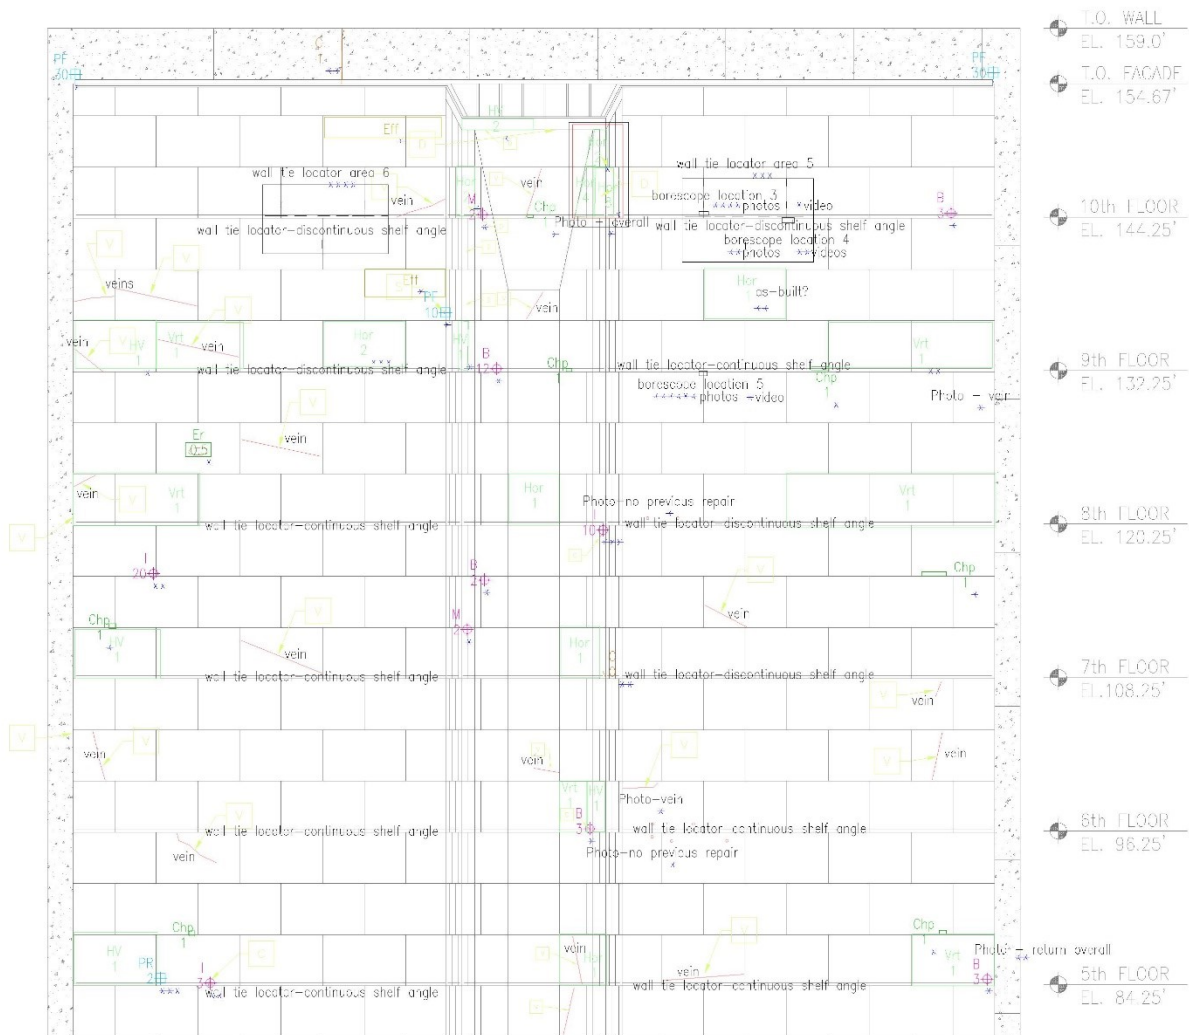 T.O. WALL
EL. 159.0'
C
1
PF
30
PF
30
T.O. FACADE
EL. 154.67'
HV
2
Eff
wall tie locator area 6
wall tie locator area 5
Hor
vein
vein
M
Chp
borescope location 3
photos video
B
3
10th FLOOR
EL. 144.25'
Photo - overall
wall tie locator-discontinuous shelf angle
wall tie locator-discontinuous shelf angle
borescope location 4
photos videos
V
V
veins
Eff
PF
10
vein
Hor
1
as-built?
V
V
vein
HV
1
Vrt
1
vein
Hor
2
HV
1
B
12
Chp
1
Vrt
1
9th FLOOR
EL. 132.25'
wall tie locator-discontinuous shelf angle
wall tie locator-continuous shelf angle
Chp
1
borescope location 5
photos video
Photo - vein
V
vein
Er
0.5
vein
V
Vrt
1
Hor
1
Vrt
1
Photo-no previous repair
8th FLOOR
EL. 120.25'
wall tie locator-continuous shelf angle
I
10
wall tie locator-discontinuous shelf angle
V
I
20
B
2
Chp
1
V
V
vein
Chp
1
M
2
HV
1
vein
Hor
1
7th FLOOR
EL.108.25'
wall tie locator-continuous shelf angle
wall tie locator-discontinuous shelf angle
V
vein
V
vein
V
vein
V
V
vein
Vrt
1
HV
1
Photo-vein
B
3
6th FLOOR
EL. 96.25'
wall tie locator-continuous shelf angle
wall tie locator continuous shelf angle
V
vein
Photo-no previous repair
Chp
1
Chp
1
V
HV
1
PR
2
I
3
C
vein
Hor
vein
Vrt
1
Photo - return overall
B
3
5th FLOOR
EL. 84.25'
wall tie locator-continuous shelf angle
wall tie locator-continuous shelf angle